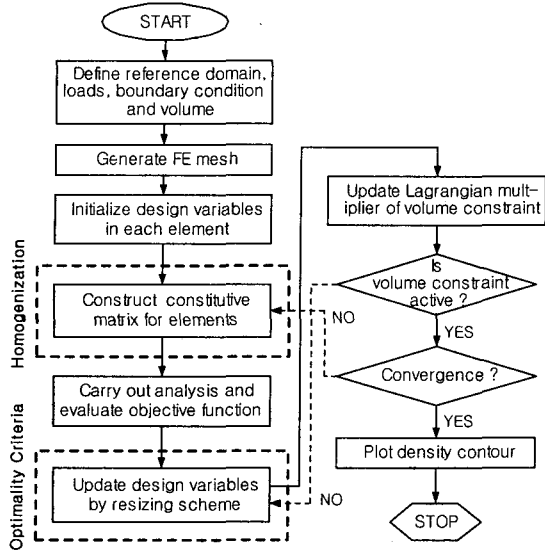 START
Define reference domain,
loads, boundary condition
and volume
Generate FE mesh
Initialize design variables
in each element
Homogenization
Construct constitutive
matrix for elements
Carry out analysis and
evaluate objective function
Optimality Criteria
Update design variables
by resizing scheme
Update Lagrangian mult-
iplier of volume constraint
Is
volume constraint
active ?
NO
YES
Convergence ?
YES
NO
Plot density contour
STOP